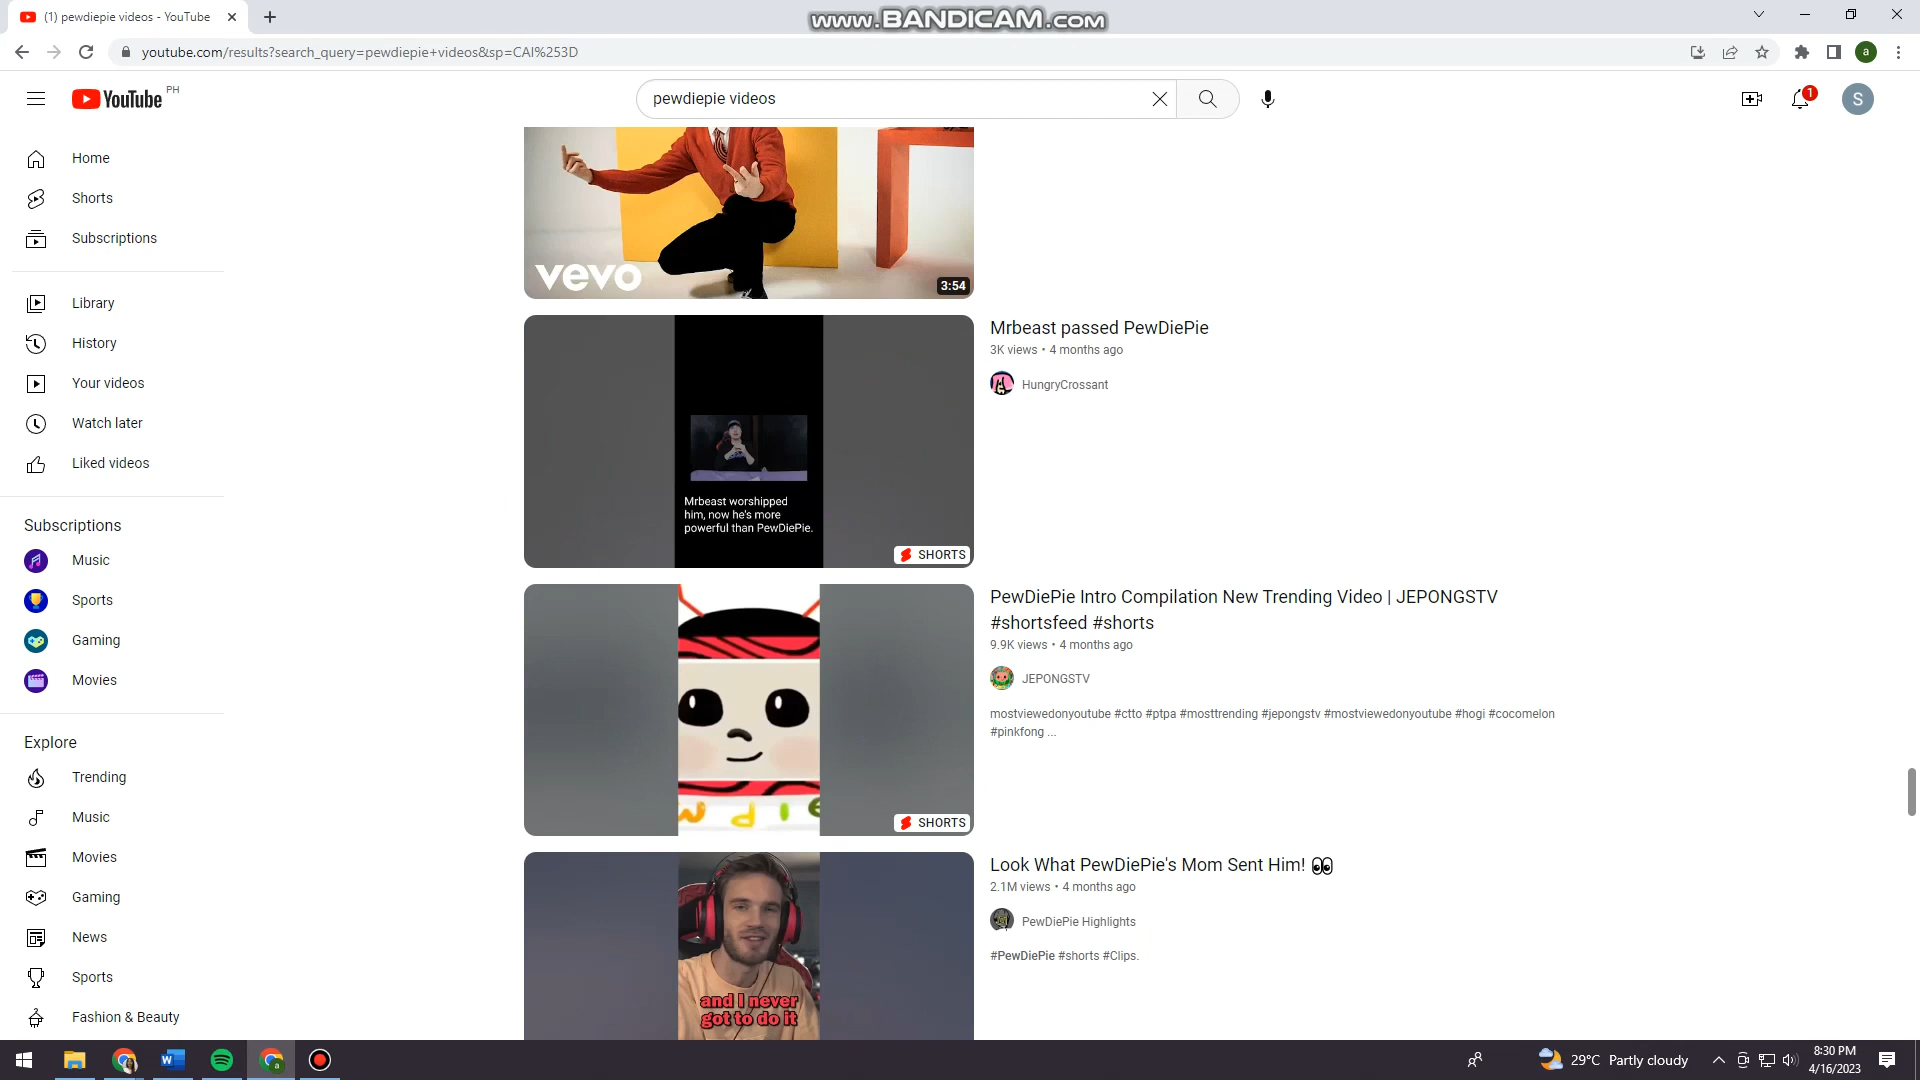 (1) pewdiepie videos - YouTube
www.BANDICAM.com
youtube.com/results?search_query=pewdiepie+videos&sp=CAI%253D
a
YouTube PH
pewdiepie videos
1
S
Home
Shorts
Subscriptions
Library
History
Your videos
Watch later
Liked videos
Subscriptions
Music
Sports
Gaming
Movies
Explore
Trending
Music
Movies
Gaming
News
Sports
Fashion & Beauty
vevo
3:54
Mrbeast worshipped
him, now he's more
powerful than PewDiePie.
SHORTS
Mrbeast passed PewDiePie
3K views • 4 months ago
HungryCrossant
SHORTS
PewDiePie Intro Compilation New Trending Video | JEPONGSTV
#shortsfeed #shorts
9.9K views • 4 months ago
JEPONGSTV
mostviewedonyoutube #ctto #ptpa #mosttrending #jepongstv #mostviewedonyoutube #hogi #cocomelon
#pinkfong ...
and I never
got to do it
Look What PewDiePie's Mom Sent Him! 👀
2.1M views • 4 months ago
PewDiePie Highlights
#PewDiePie #shorts #Clips.
29°C Partly cloudy
8:30 PM
4/16/2023